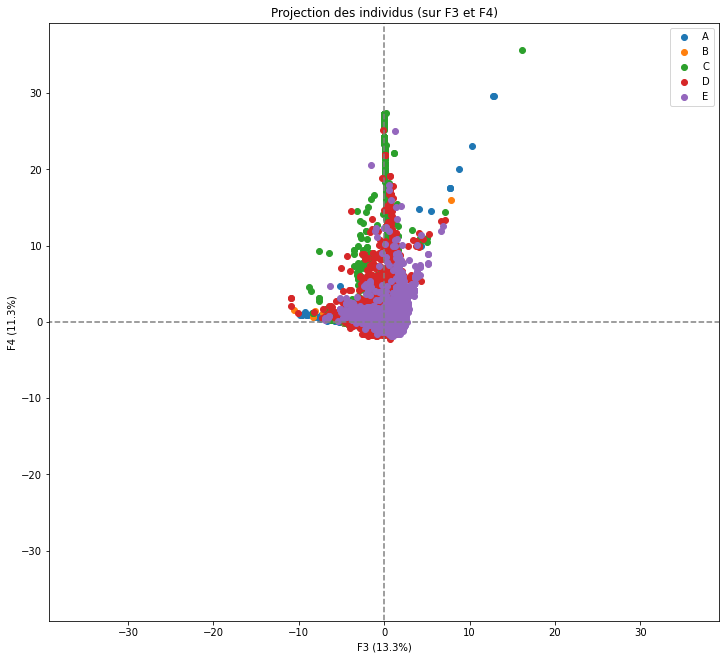 Projection des individus (sur F3 et F4)
A
B
C
D
E
30
20
10
0
−10
−20
−30
F4 (11.3%)
−30
−20
−10
0
10
20
30
F3 (13.3%)